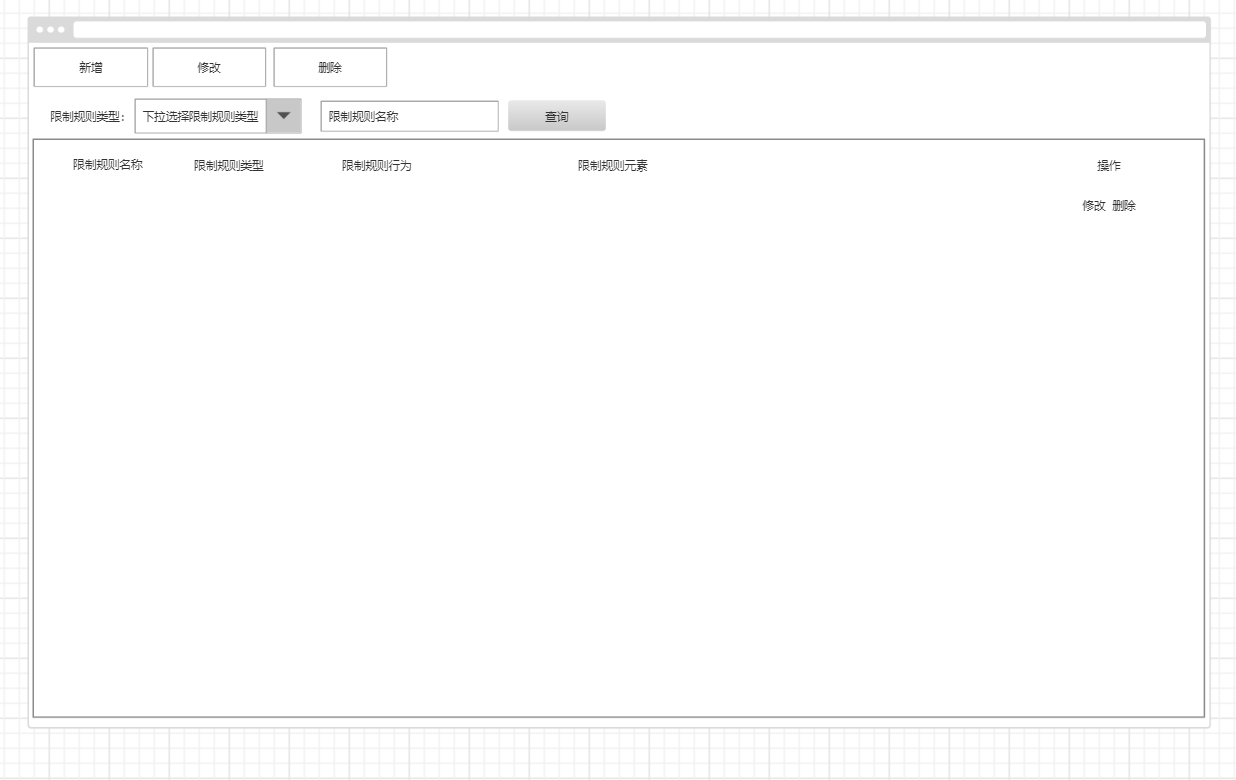 新增 修改 删除
限制规则类型： 下拉选择限制规则类型 限制规则名称 查询
限制规则名称 限制规则类型 限制规则行为 限制规则元素 操作
修改 删除